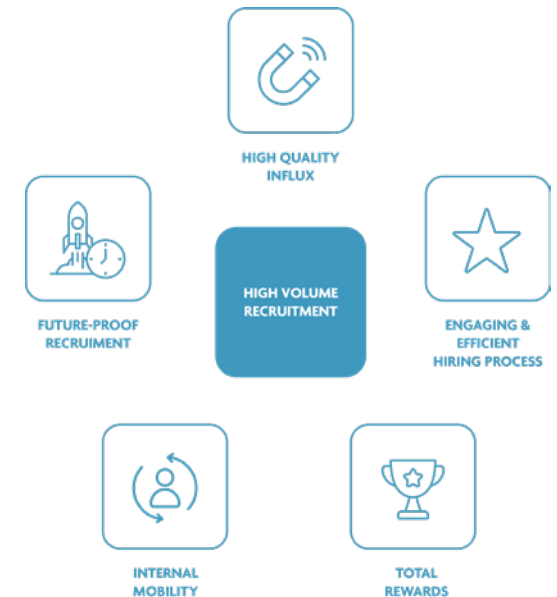 HIGH QUALITY
INFLUX
HIGH VOLUME
RECRUITMENT
FUTURE-PROOF
RECRUIMENT
ENGAGING &
EFFICIENT
HIRING PROCESS
INTERNAL
MOBILITY
TOTAL
REWARDS